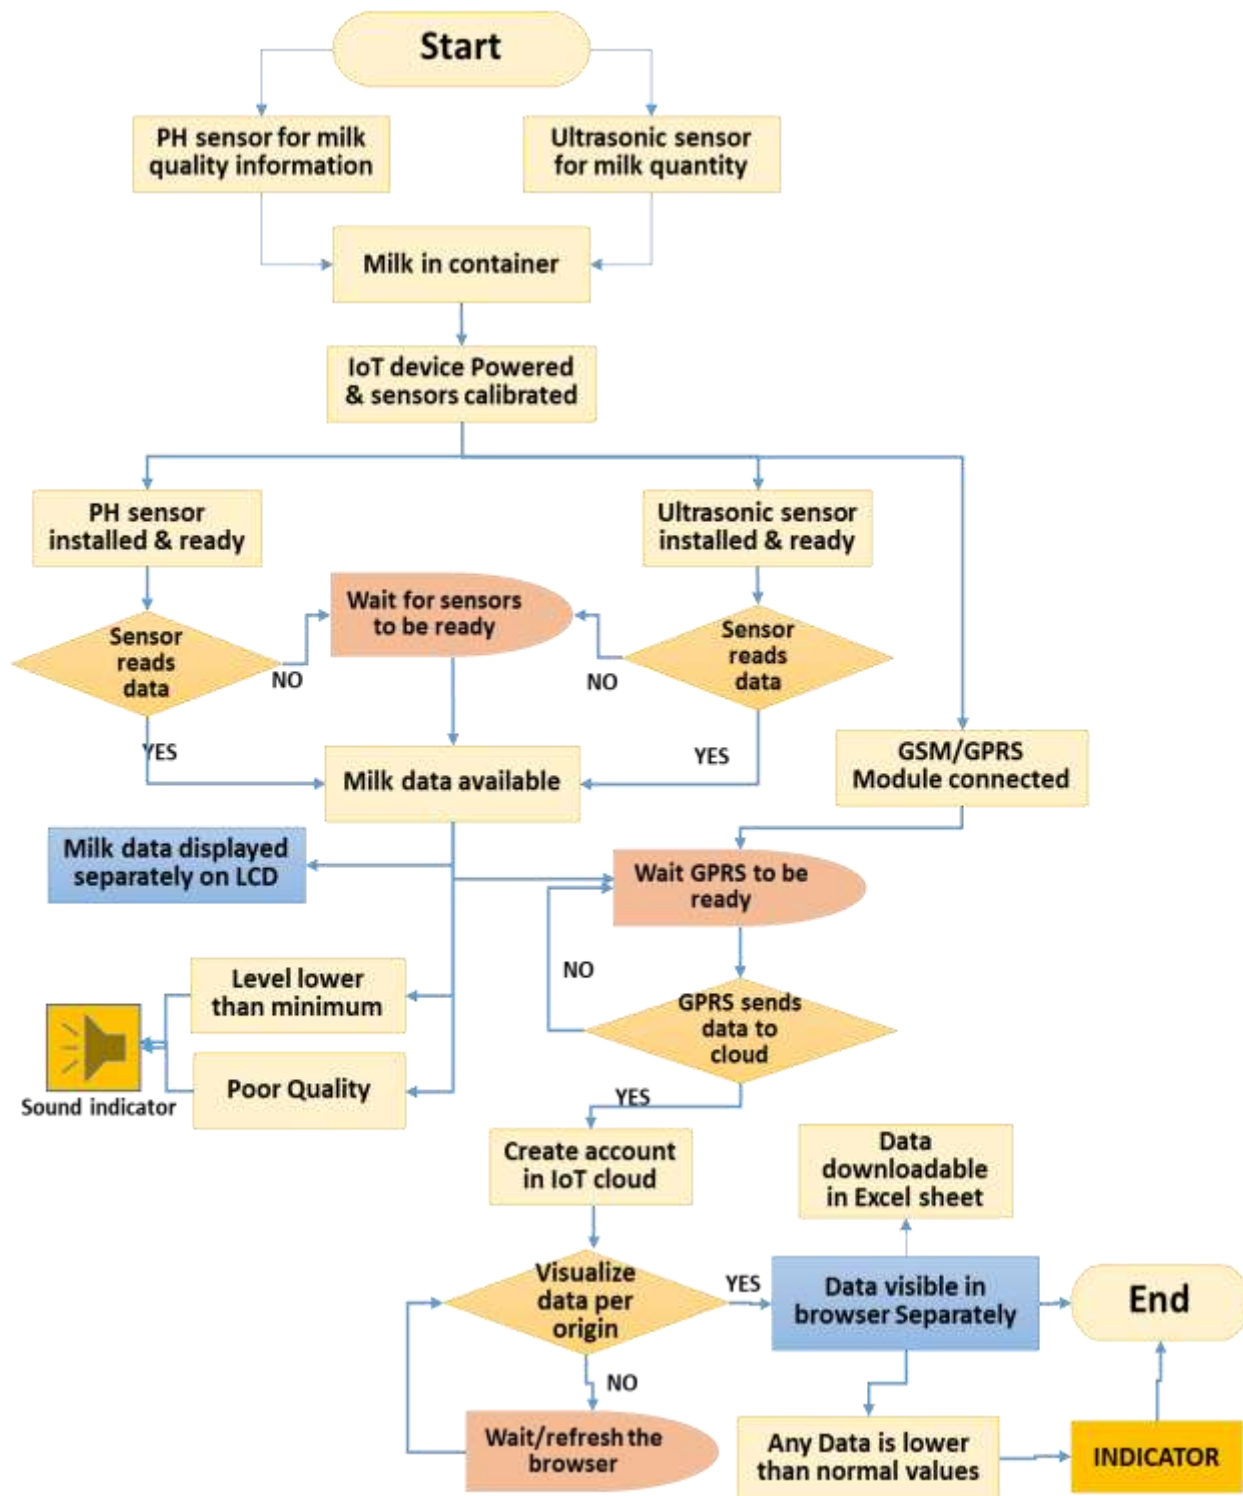 Start
PH sensor for milk
quality information
Ultrasonic sensor
for milk quantity
Milk in container
IoT device Powered
& sensors calibrated
PH sensor
installed & ready
Ultrasonic sensor
installed & ready
Wait for sensors
to be ready
Sensor
reads
data
NO
Sensor
reads
data
NO
YES
YES
Milk data available
GSM/GPRS
Module connected
Milk data displayed
separately on LCD
Wait GPRS to be
ready
NO
Level lower
than minimum
GPRS sends
data to
cloud
Poor Quality
Sound indicator
YES
Create account
in IoT cloud
Data
downloadable
in Excel sheet
Visualize
data per
origin
YES
Data visible in
browser Separately
End
NO
Wait/refresh the
browser
Any Data is lower
than normal values
INDICATOR